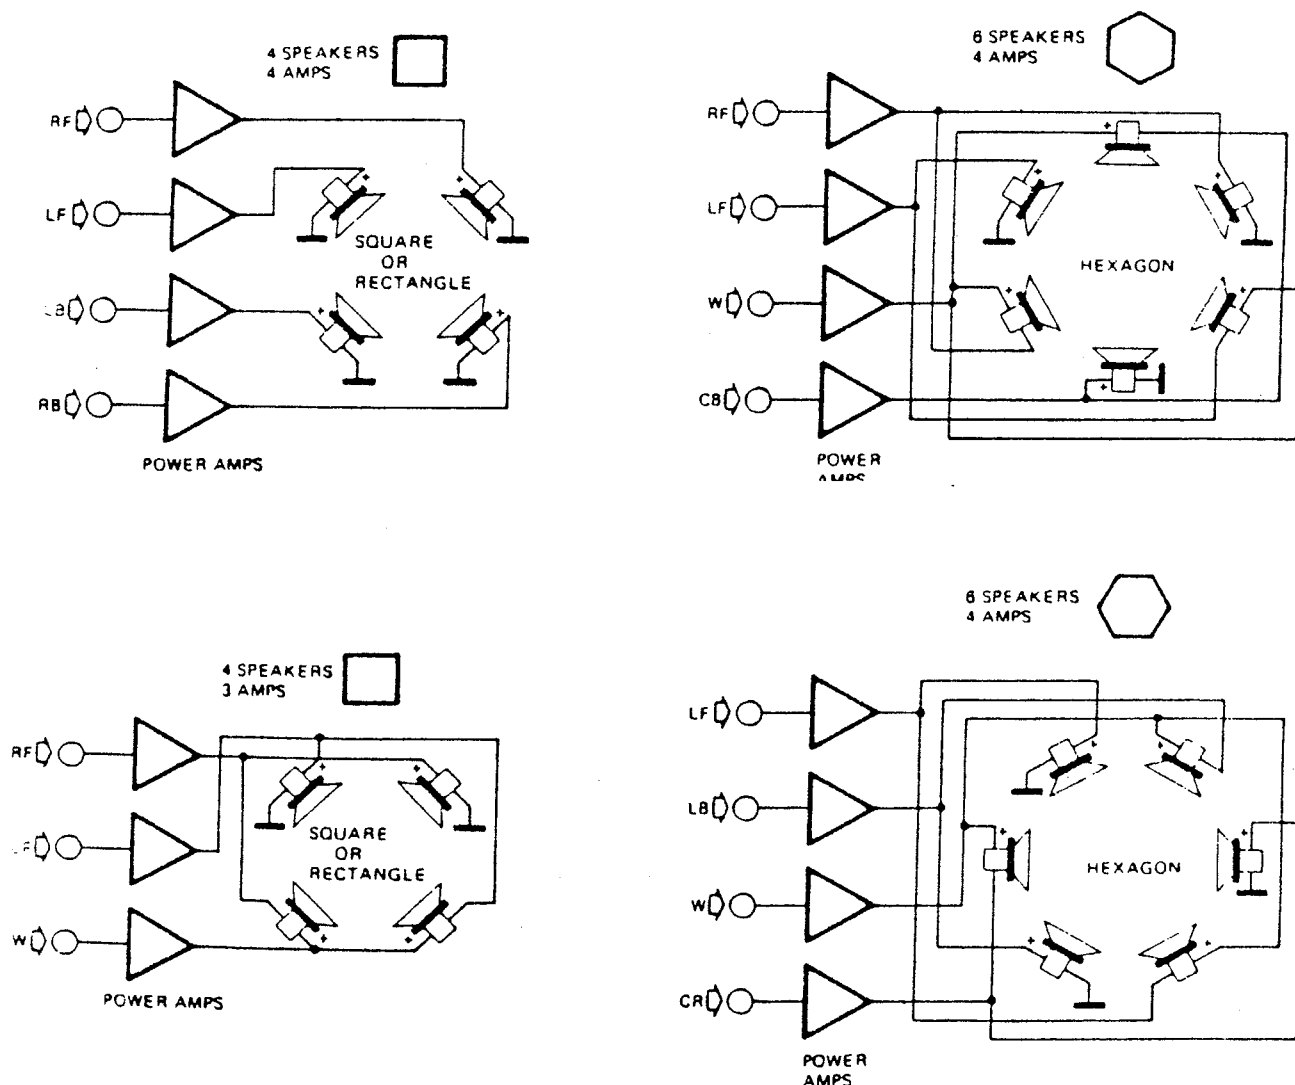 4 SPEAKERS
4 AMPS
RF
LF
RB
SQUARE
OR
RECTANGLE
POWER AMPS
6 SPEAKERS
4 AMPS
RF
LF
W
CB
HEXAGON
POWER
AMPS
4 SPEAKERS
3 AMPS
RF
W
SQUARE
OR
RECTANGLE
POWER AMPS
6 SPEAKERS
4 AMPS
LF
LB
W
CR
HEXAGON
POWER
AMPS